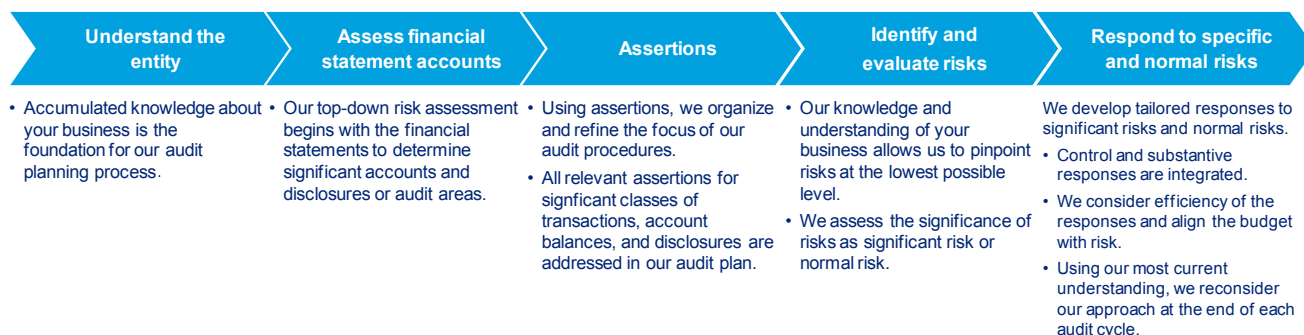 Understand the
entity
• Accumulated knowledge about
your business is the
foundation for our audit
planning process.
Assess financial
statement accounts
• Our top-down risk assessment
begins with the financial
statements to determine
significant accounts and
disclosures or audit areas.
Assertions
• Using assertions, we organize
and refine the focus of our
audit procedures.
• All relevant assertions for
signficant classes of
transactions, account
balances, and disclosures are
addressed in our audit plan.
Identify and
evaluate risks
• Our knowledge and
understanding of your
business allows us to pinpoint
risks at the lowest possible
level.
• We assess the significance of
risks as significant risk or
normal risk.
Respond to specific
and normal risks
We develop tailored responses to
significant risks and normal risks.
• Control and substantive
responses are integrated.
• We consider efficiency of the
responses and align the budget
with risk.
• Using our most current
understanding, we reconsider
our approach at the end of each
audit cycle.